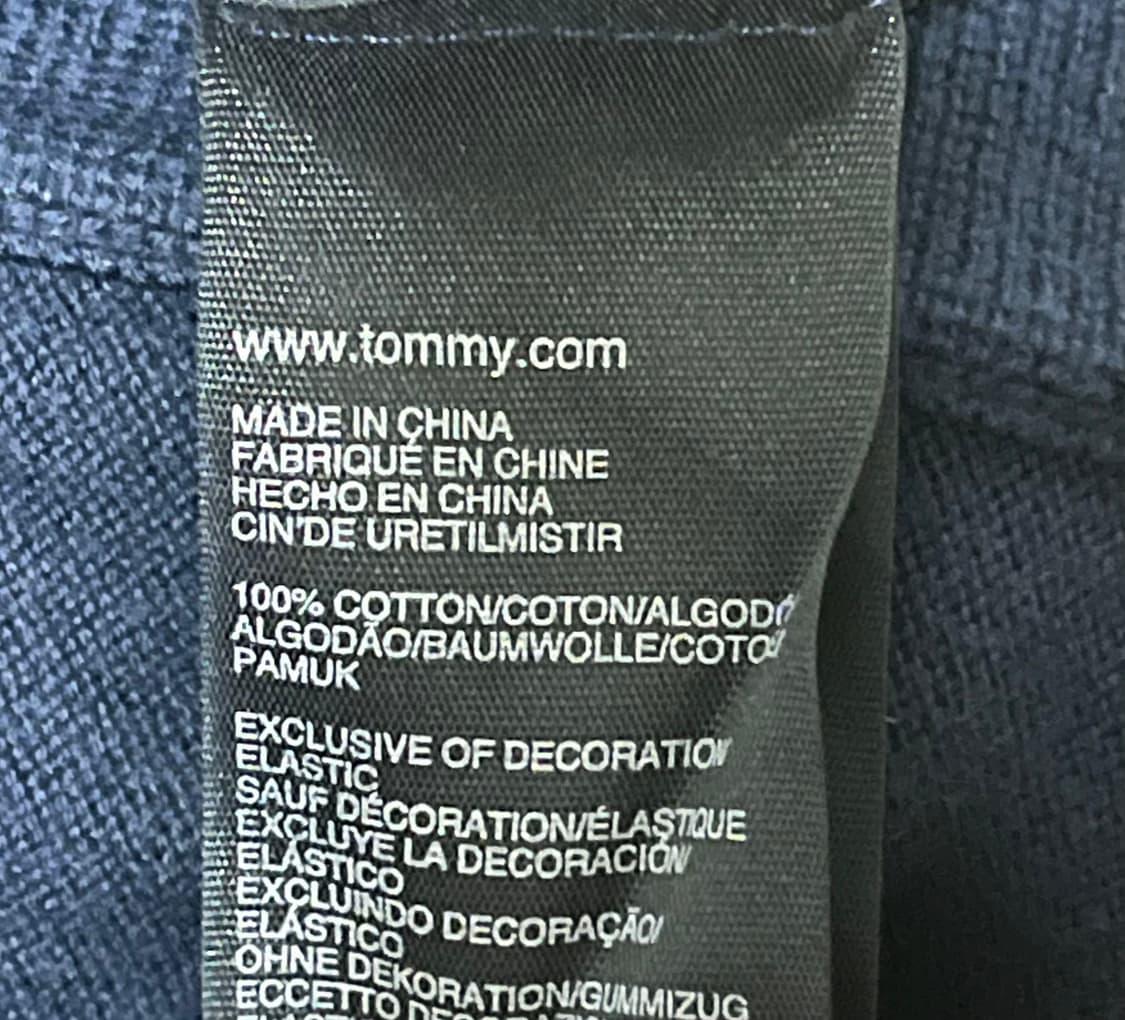 www.tommy.com
MADE IN CHINA
FABRIQUÉ EN CHINE
HECHO EN CHINA
CIN'DE URETILMISTIR
100% COTTON/COTON/ALGODÓ
ALGODÃO/BAUMWOLLE/COTO
PAMUK
EXCLUSIVE OF DECORATION/
ELASTIC
SAUF DÉCORATION/ÉLASTIQUE
EXCLUYE LA DECORACIÓN/
ELÁSTICO
EXCLUINDO DECORAÇÃO/
ELÁSTICO
OHNE DEKORATION/GUMMIZUG
ECCETTO